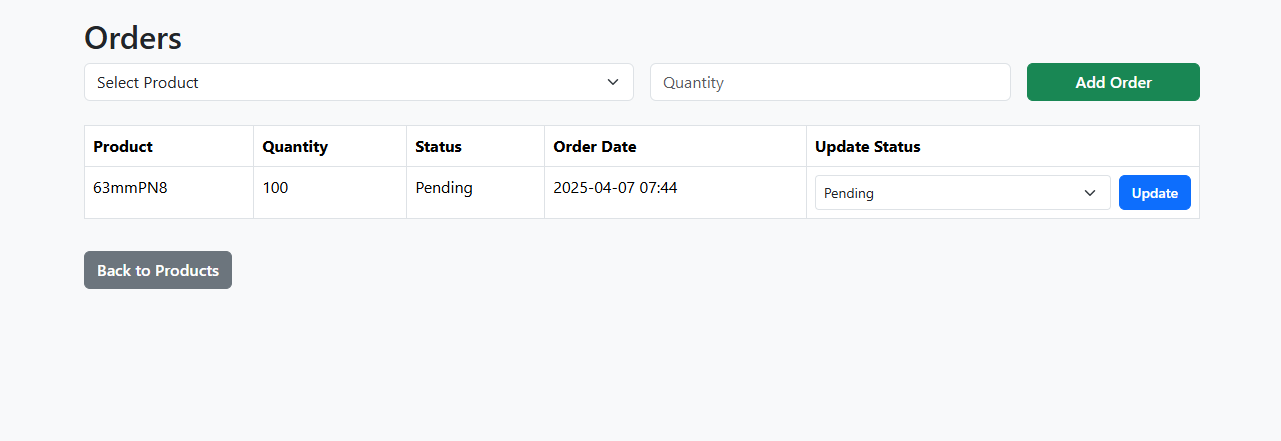 Orders
Select Product Quantity Add Order
Product Quantity Status Order Date Update Status
63mmPN8 100 Pending 2025-04-07 07:44 Pending Update
Back to Products